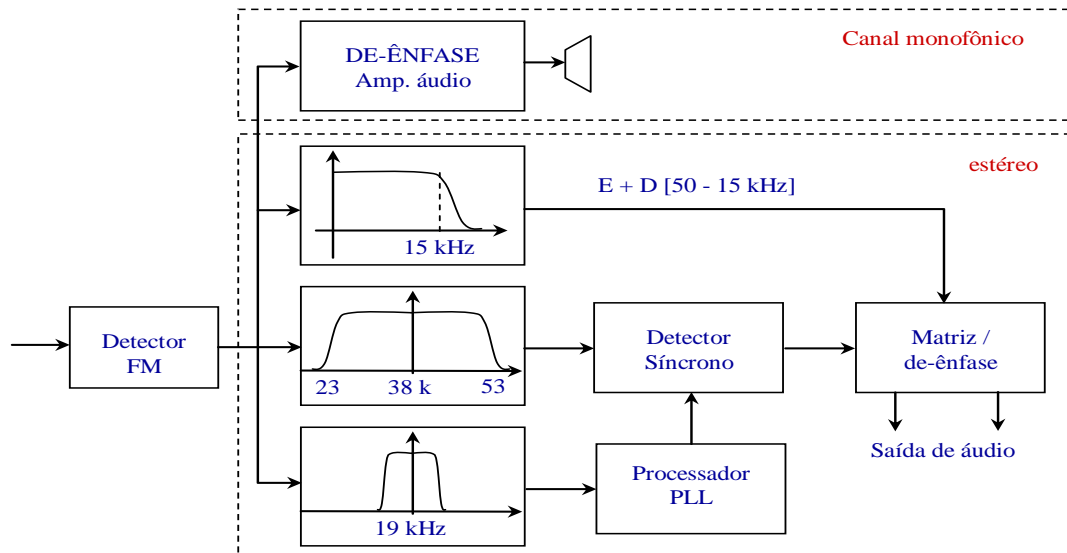 Canal monofônico
DE-ÊNFASE
Amp. áudio
estéreo
E + D [50 - 15 kHz]
15 kHz
Detector
FM
23 38 k 53
Detector
Síncrono
Matriz /
de-ênfase
Saída de áudio
19 kHz
Processador
PLL